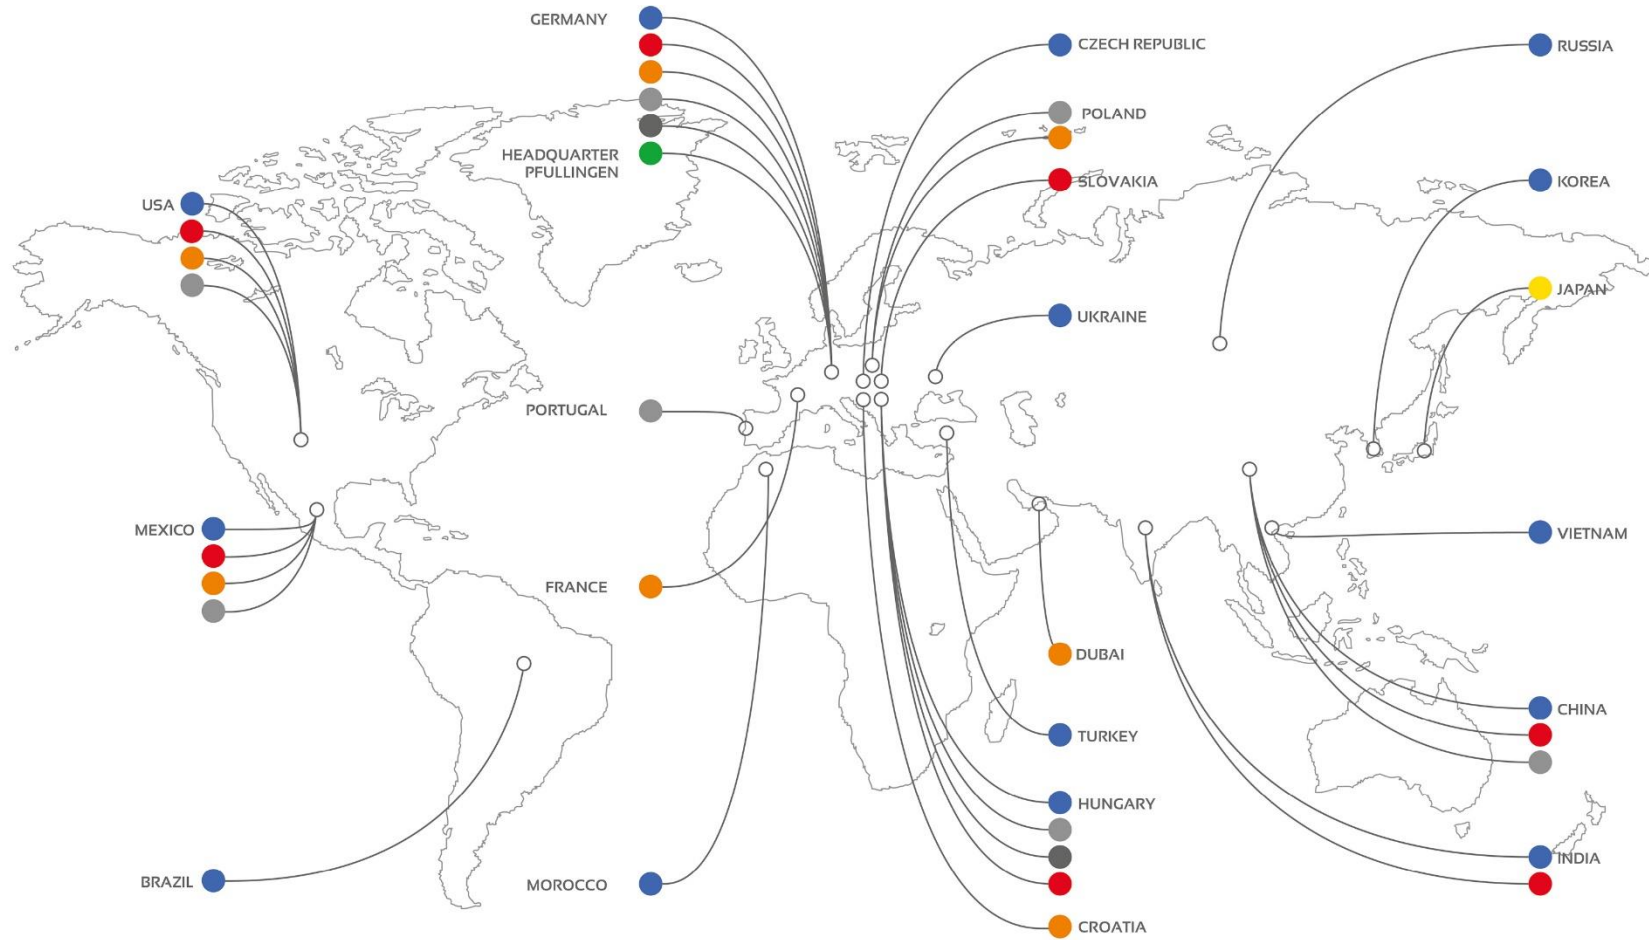 GERMANY
CZECH REPUBLIC
RUSSIA
POLAND
HEADQUARTER
PFULLINGEN
SLOVAKIA
KOREA
USA
JAPAN
UKRAINE
PORTUGAL
MEXICO
VIETNAM
FRANCE
DUBAI
CHINA
TURKEY
HUNGARY
INDIA
BRAZIL
MOROCCO
CROATIA